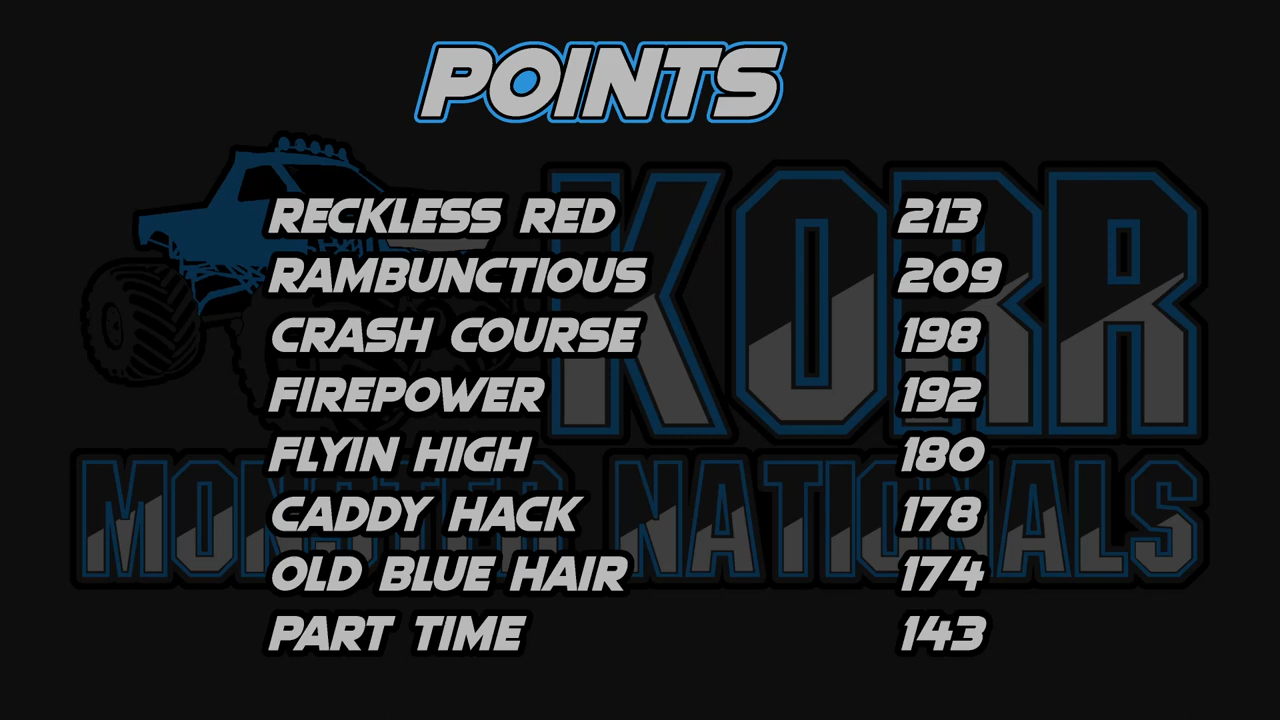 POINTS
RECKLESS RED 213
RAMBUNCTIOUS 209
CRASH COURSE 198
FIREPOWER 192
FLYIN HIGH 180
CADDY HACK 178
OLD BLUE HAIR 174
PART TIME 143
KORR
MONSTER NATIONALS